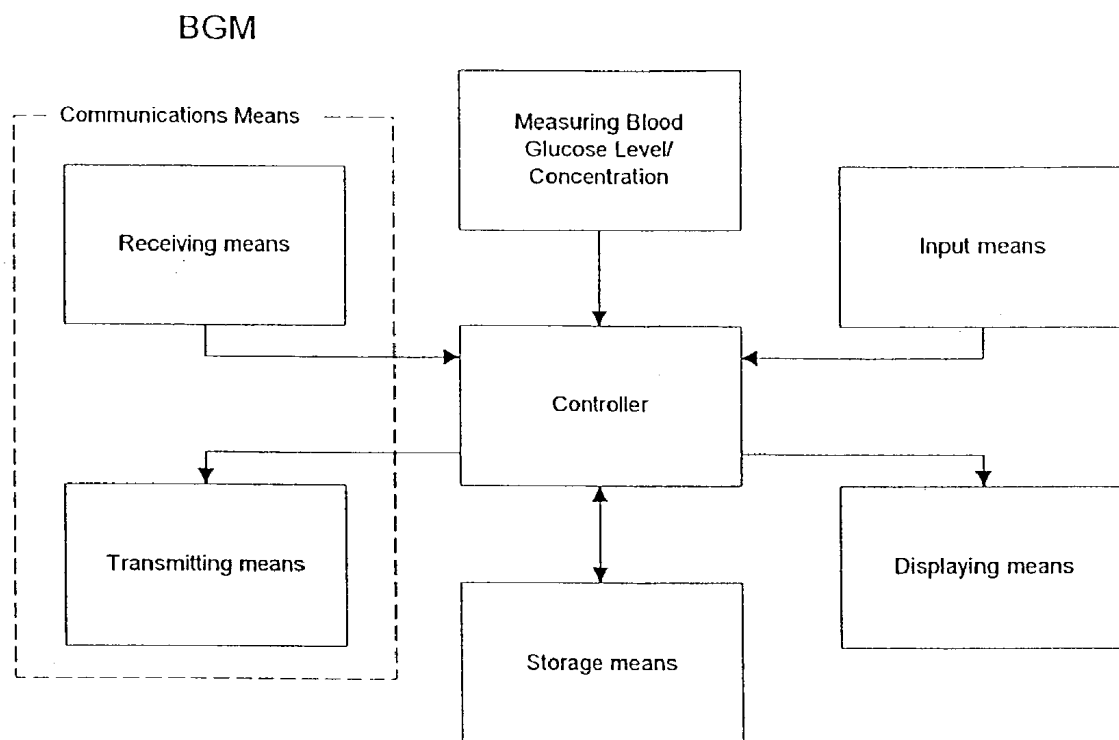 BGM
Communications Means
Measuring Blood
Glucose Level/
Concentration
Receiving means
Input means
Controller
Transmitting means
Displaying means
Storage means